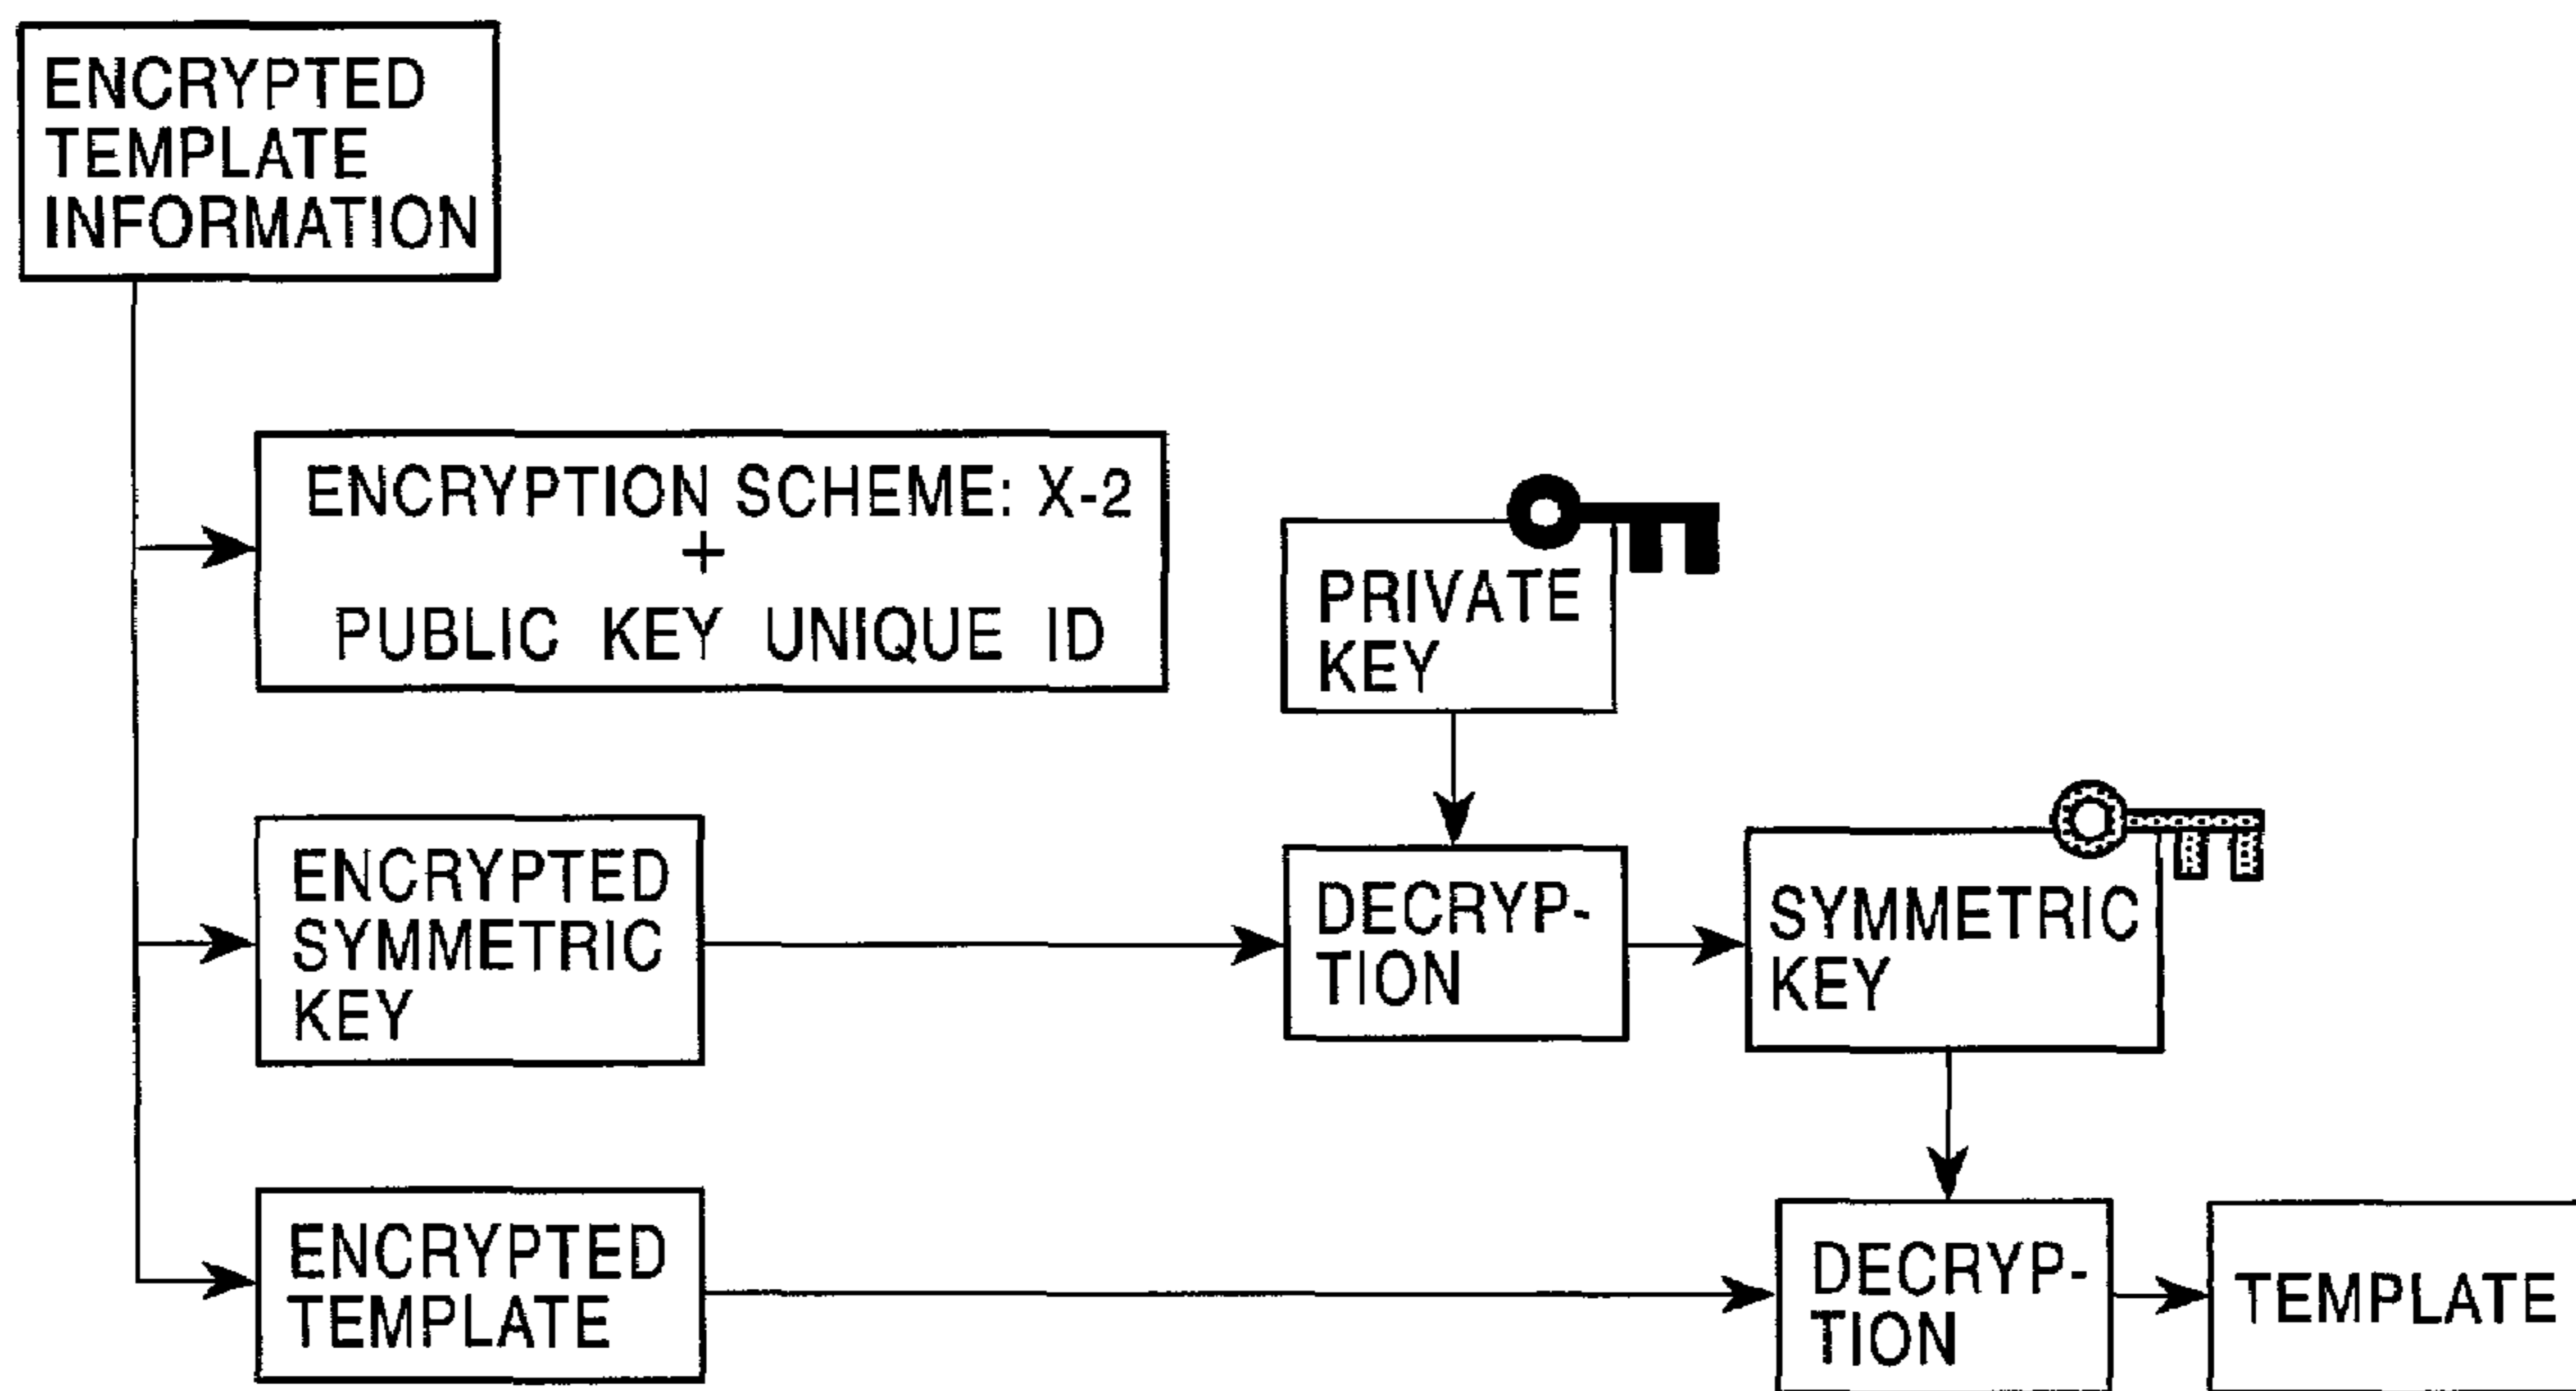 ENCRYPTED
TEMPLATE
INFORMATION
ENCRYPTION SCHEME: X-2
+
PUBLIC KEY UNIQUE ID
PRIVATE
KEY
ENCRYPTED
SYMMETRIC
KEY
DECRYP-
TION
SYMMETRIC
KEY
ENCRYPTED
TEMPLATE
DECRYP-
TION
TEMPLATE